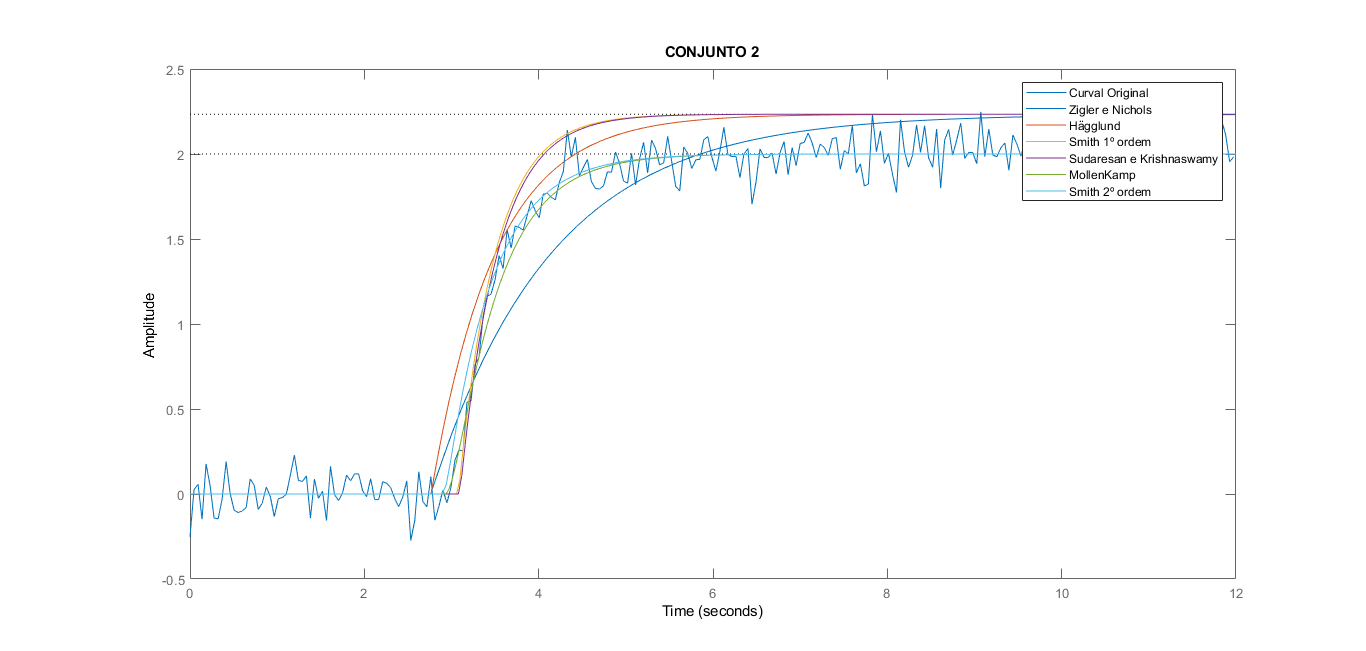 CONJUNTO 2
2.5
2
1.5
1
0.5
0
-0.5
Amplitude
0 2 4 6 8 10 12
Time (seconds)
Curval Original
Zigler e Nichols
Hägglund
Smith 1º ordem
Sudaresan e Krishnaswamy
MollenKamp
Smith 2º ordem